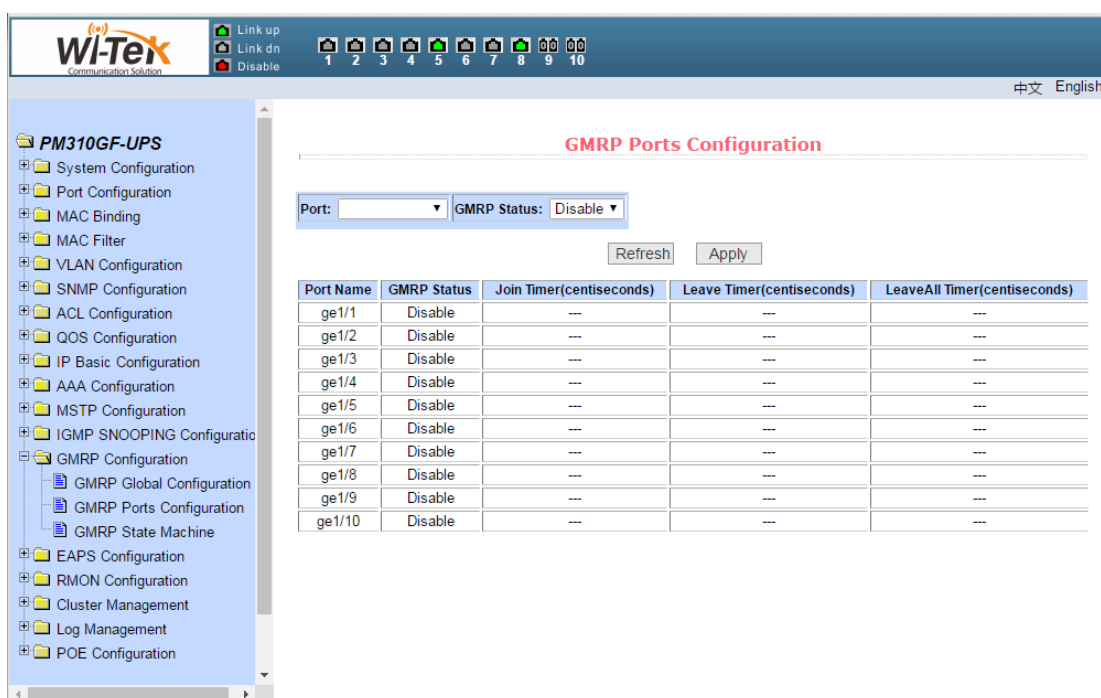 WI-TEK
Communication Solution
Link up
Link dn
Disable
1 2 3 4 5 6 7 8 9 10
中文 English
PM310GF-UPS
System Configuration
Port Configuration
MAC Binding
MAC Filter
VLAN Configuration
SNMP Configuration
ACL Configuration
QOS Configuration
IP Basic Configuration
AAA Configuration
MSTP Configuration
IGMP SNOOPING Configuratio
GMRP Configuration
GMRP Global Configuration
GMRP Ports Configuration
GMRP State Machine
EAPS Configuration
RMON Configuration
Cluster Management
Log Management
POE Configuration
GMRP Ports Configuration
Port: GMRP Status: Disable
Refresh Apply
Port Name GMRP Status Join Timer(centiseconds) Leave Timer(centiseconds) LeaveAll Timer(centiseconds)
ge1/1 Disable --- --- ---
ge1/2 Disable --- --- ---
ge1/3 Disable --- --- ---
ge1/4 Disable --- --- ---
ge1/5 Disable --- --- ---
ge1/6 Disable --- --- ---
ge1/7 Disable --- --- ---
ge1/8 Disable --- --- ---
ge1/9 Disable --- --- ---
ge1/10 Disable --- --- ---